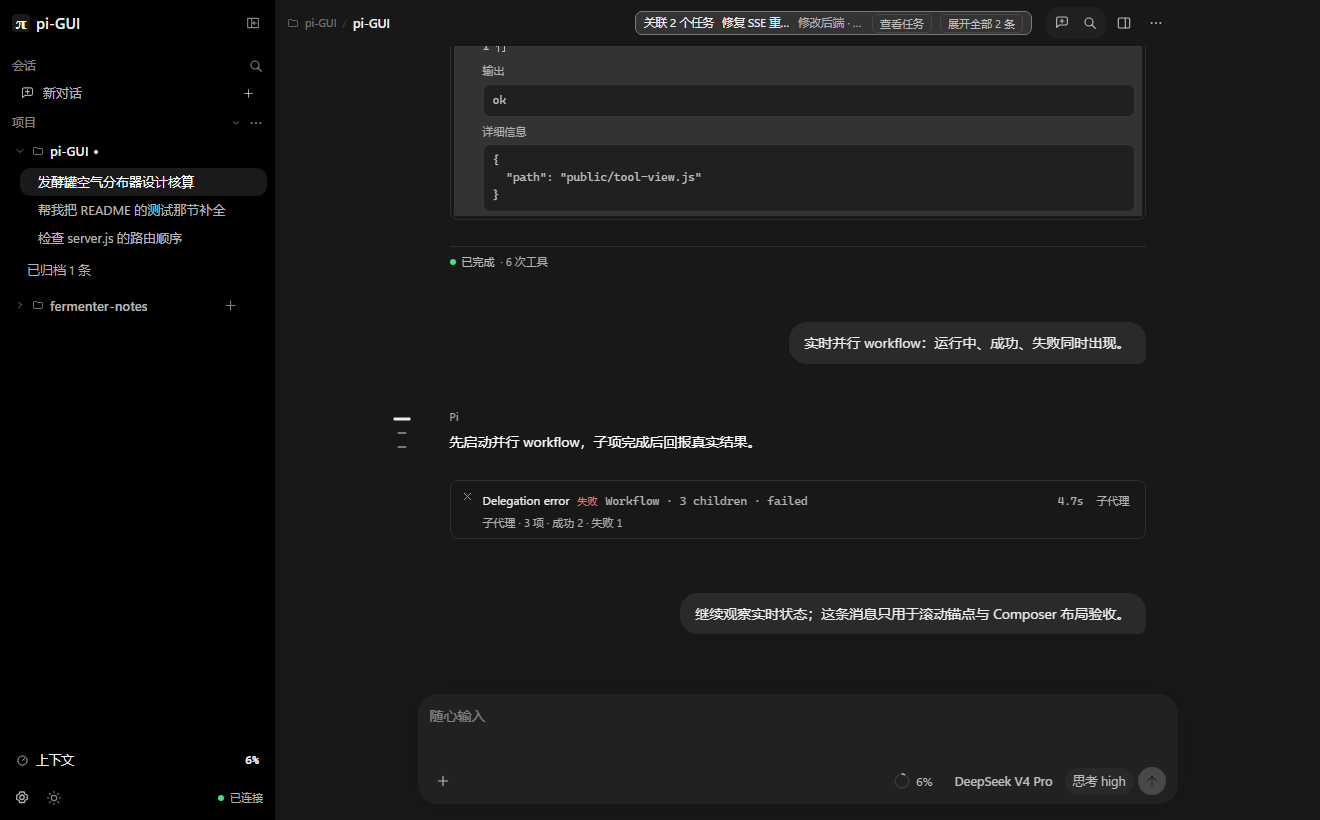 π pi-GUI
会话
新对话
项目
pi-GUI •
发酵罐空气分布器设计核算
帮我把 README 的测试那节补全
检查 server.js 的路由顺序
已归档 1 条
fermenter-notes
上下文 6%
已连接
pi-GUI / pi-GUI
关联 2 个任务 修复 SSE 重... 修改后端 · ... 查看任务 展开全部 2 条
输出
ok
详细信息
{
"path": "public/tool-view.js"
}
已完成 · 6 次工具
实时并行 workflow：运行中、成功、失败同时出现。
Pi
先启动并行 workflow，子项完成后回报真实结果。
Delegation error 失败 Workflow · 3 children · failed 4.7s 子代理
子代理 · 3 项 · 成功 2 · 失败 1
继续观察实时状态；这条消息只用于滚动锚点与 Composer 布局验收。
随心输入
6% DeepSeek V4 Pro 思考 high